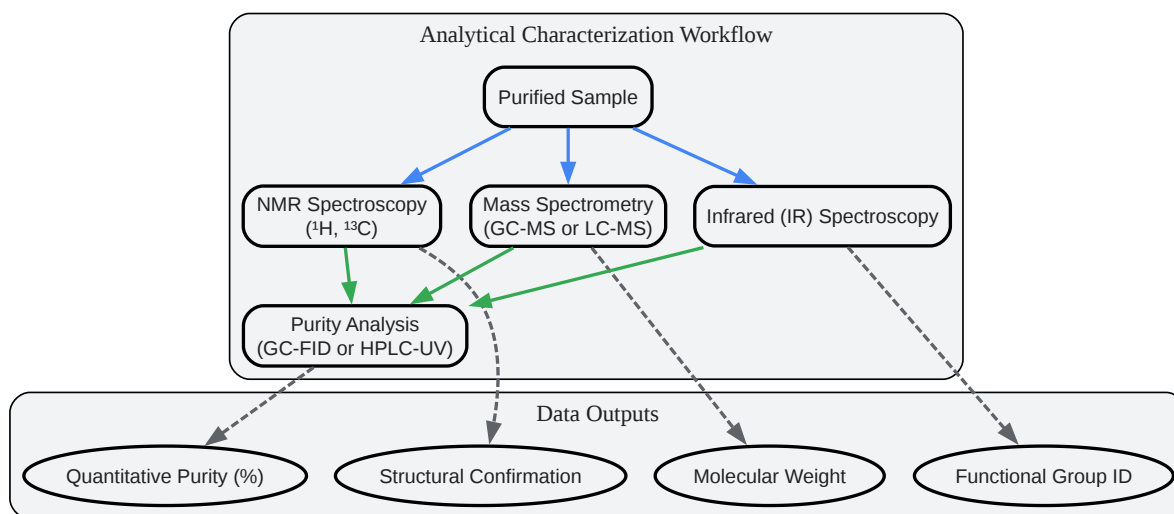 Analytical Characterization Workflow
Purified Sample
NMR Spectroscopy
(¹H, ¹³C)
Mass Spectrometry
(GC-MS or LC-MS)
Infrared (IR) Spectroscopy
Purity Analysis
(GC-FID or HPLC-UV)
Data Outputs
Quantitative Purity (%)
Structural Confirmation
Molecular Weight
Functional Group ID